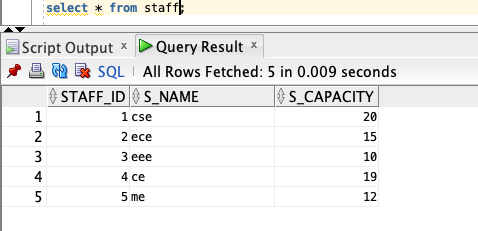 select * from staff;
Script Output x Query Result x
SQL | All Rows Fetched: 5 in 0.009 seconds
STAFF_ID S_NAME S_CAPACITY
1 1 cse 20
2 2 ece 15
3 3 eee 10
4 4 ce 19
5 5 me 12